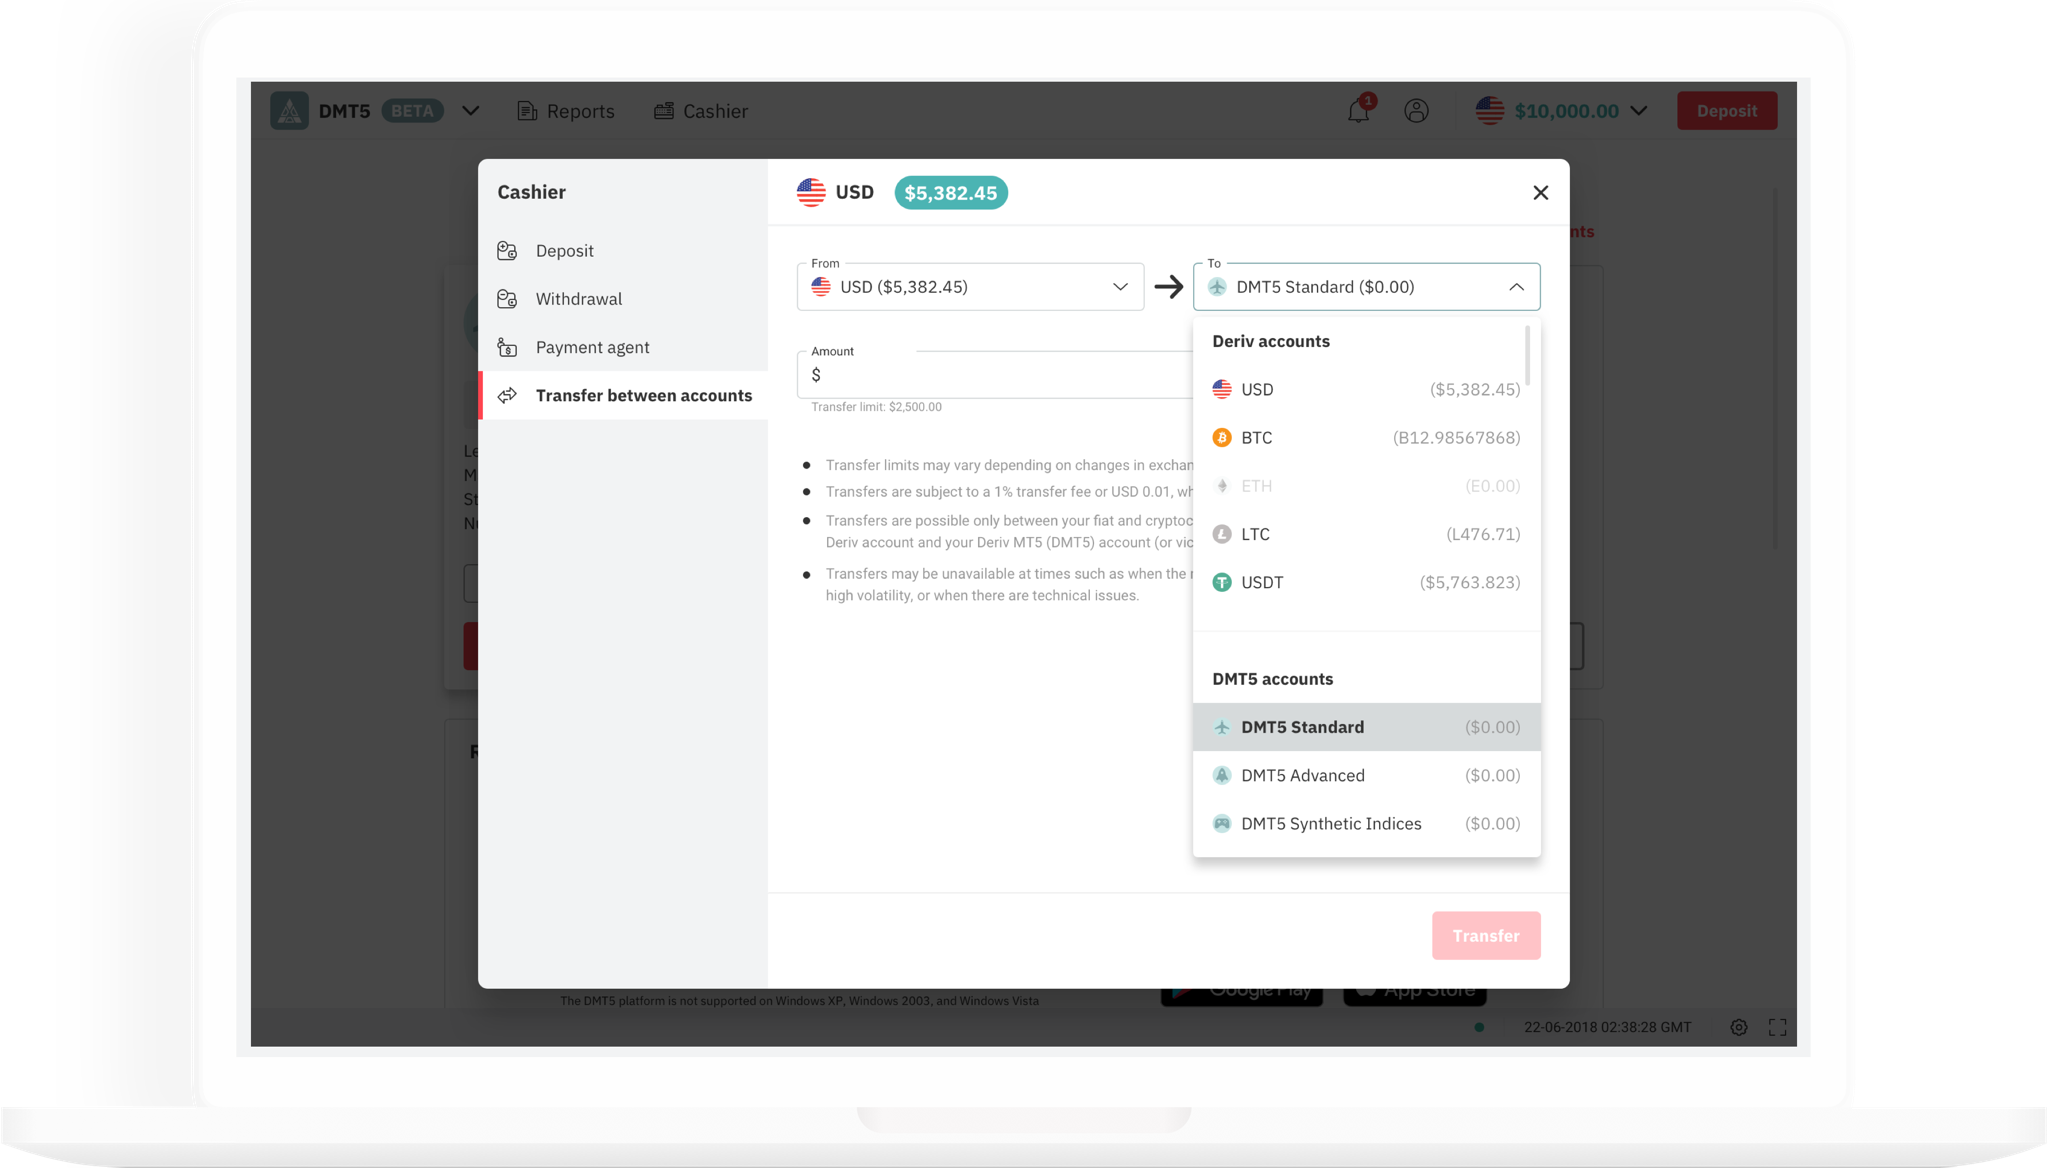 DMT5 BETA
Reports
Cashier
1
$10,000.00
Deposit
nts
Cashier
Deposit
Withdrawal
Payment agent
Transfer between accounts
USD $5,382.45
From
USD ($5,382.45)
To
DMT5 Standard ($0.00)
Amount
$
Transfer limit: $2,500.00
Transfer limits may vary depending on changes in exchan
Transfers are subject to a 1% transfer fee or USD 0.01, wh
Transfers are possible only between your fiat and cryptoc
Deriv account and your Deriv MT5 (DMT5) account (or vic
Transfers may be unavailable at times such as when the
high volatility, or when there are technical issues.
Deriv accounts
USD ($5,382.45)
BTC (B12.98567868)
ETH (E0.00)
LTC (L476.71)
USDT ($5,763.823)
DMT5 accounts
DMT5 Standard ($0.00)
DMT5 Advanced ($0.00)
DMT5 Synthetic Indices ($0.00)
Transfer
Le
M
St
The DMT5 platform is not supported on Windows XP, Windows 2003, and Windows Vista
Google Play
App Store
22-06-2018 02:38:28 GMT